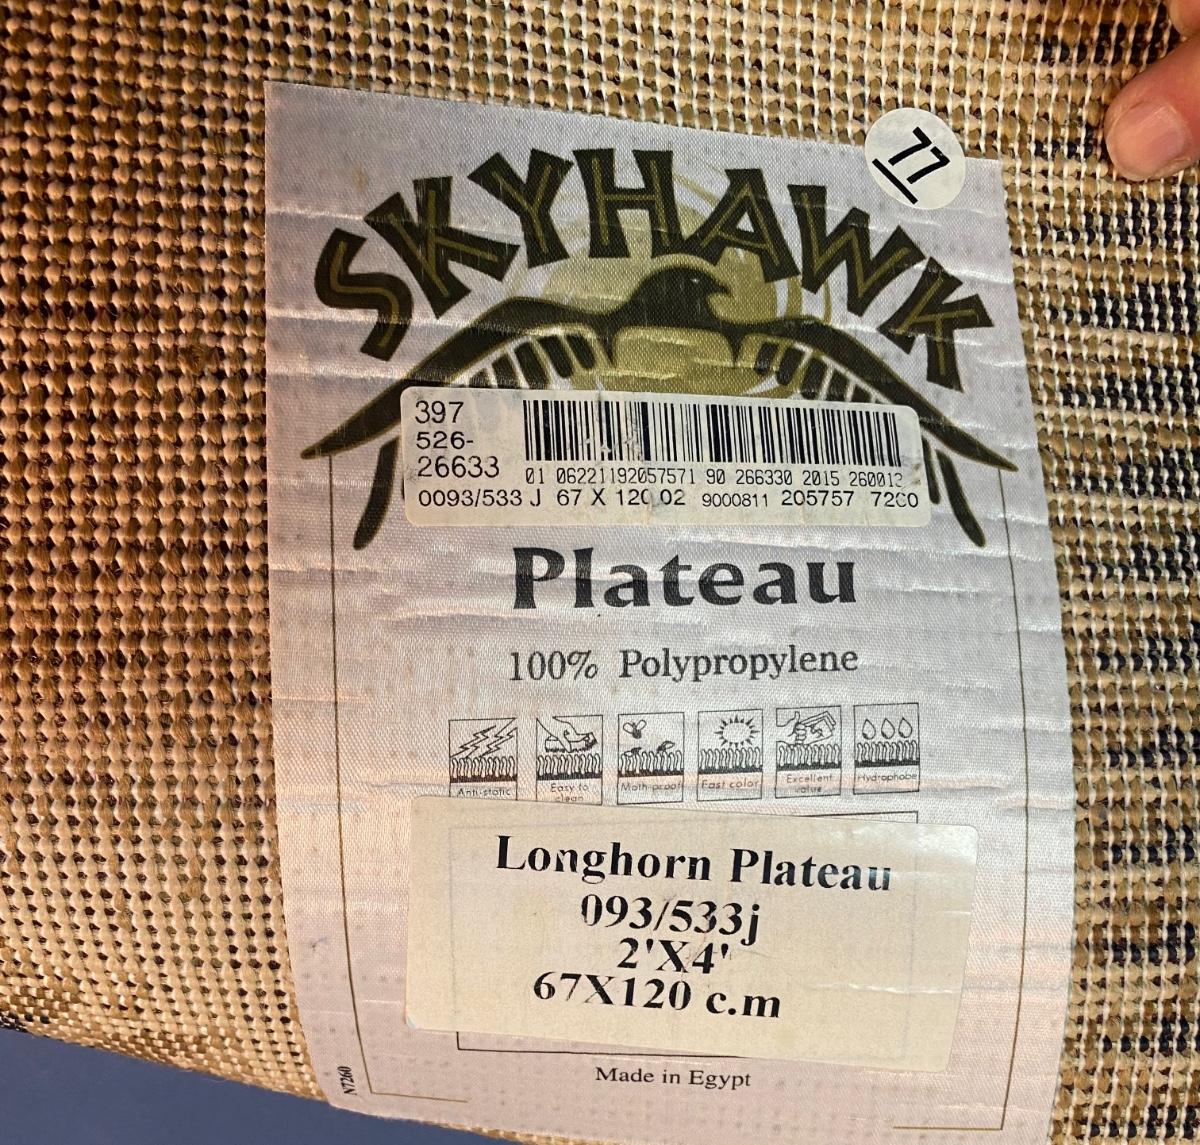 77
SKYHAWK
397
526-
26633
01 06221192057571 90 266330 2015 260012
0093/533 J 67 X 120 02 9000811 205757 7200
Plateau
100% Polypropylene
Anti-static
Easy to clean
Moth proof
Fast color
Excellent value
Hydrophobe
Longhorn Plateau
093/533j
2'X4'
67X120 c.m
Made in Egypt
N7260